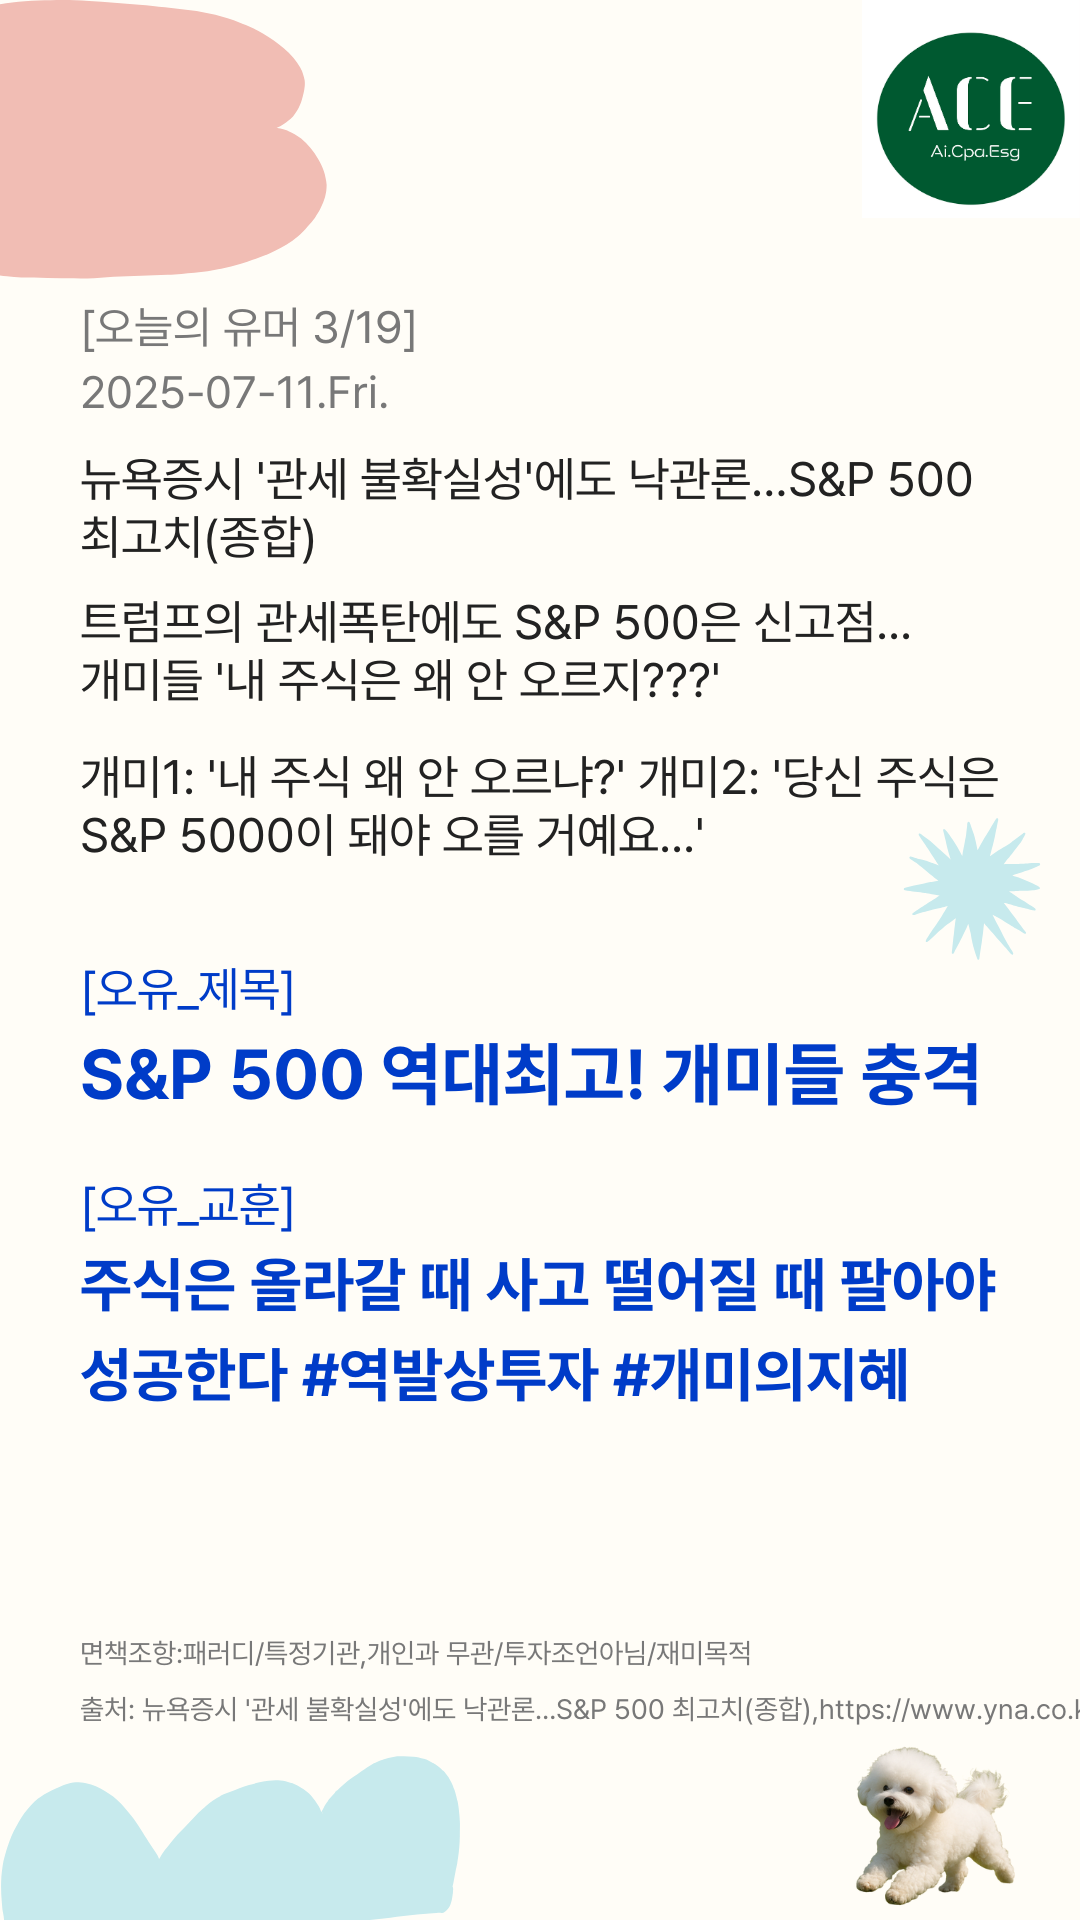 ACE
Ai.Cpa.Esg
[오늘의 유머 3/19]
2025-07-11.Fri.
뉴욕증시 '관세 불확실성'에도 낙관론...S&P 500
최고치(종합)
트럼프의 관세폭탄에도 S&P 500은 신고점...
개미들 '내 주식은 왜 안 오르지???'
개미1: '내 주식 왜 안 오르냐?' 개미2: '당신 주식은
S&P 5000이 돼야 오를 거예요...'
[오유_제목]
S&P 500 역대최고! 개미들 충격
[오유_교훈]
주식은 올라갈 때 사고 떨어질 때 팔아야
성공한다 #역발상투자 #개미의지혜
면책조항:패러디/특정기관,개인과 무관/투자조언아님/재미목적
출처: 뉴욕증시 '관세 불확실성'에도 낙관론...S&P 500 최고치(종합),https://www.yna.co.k